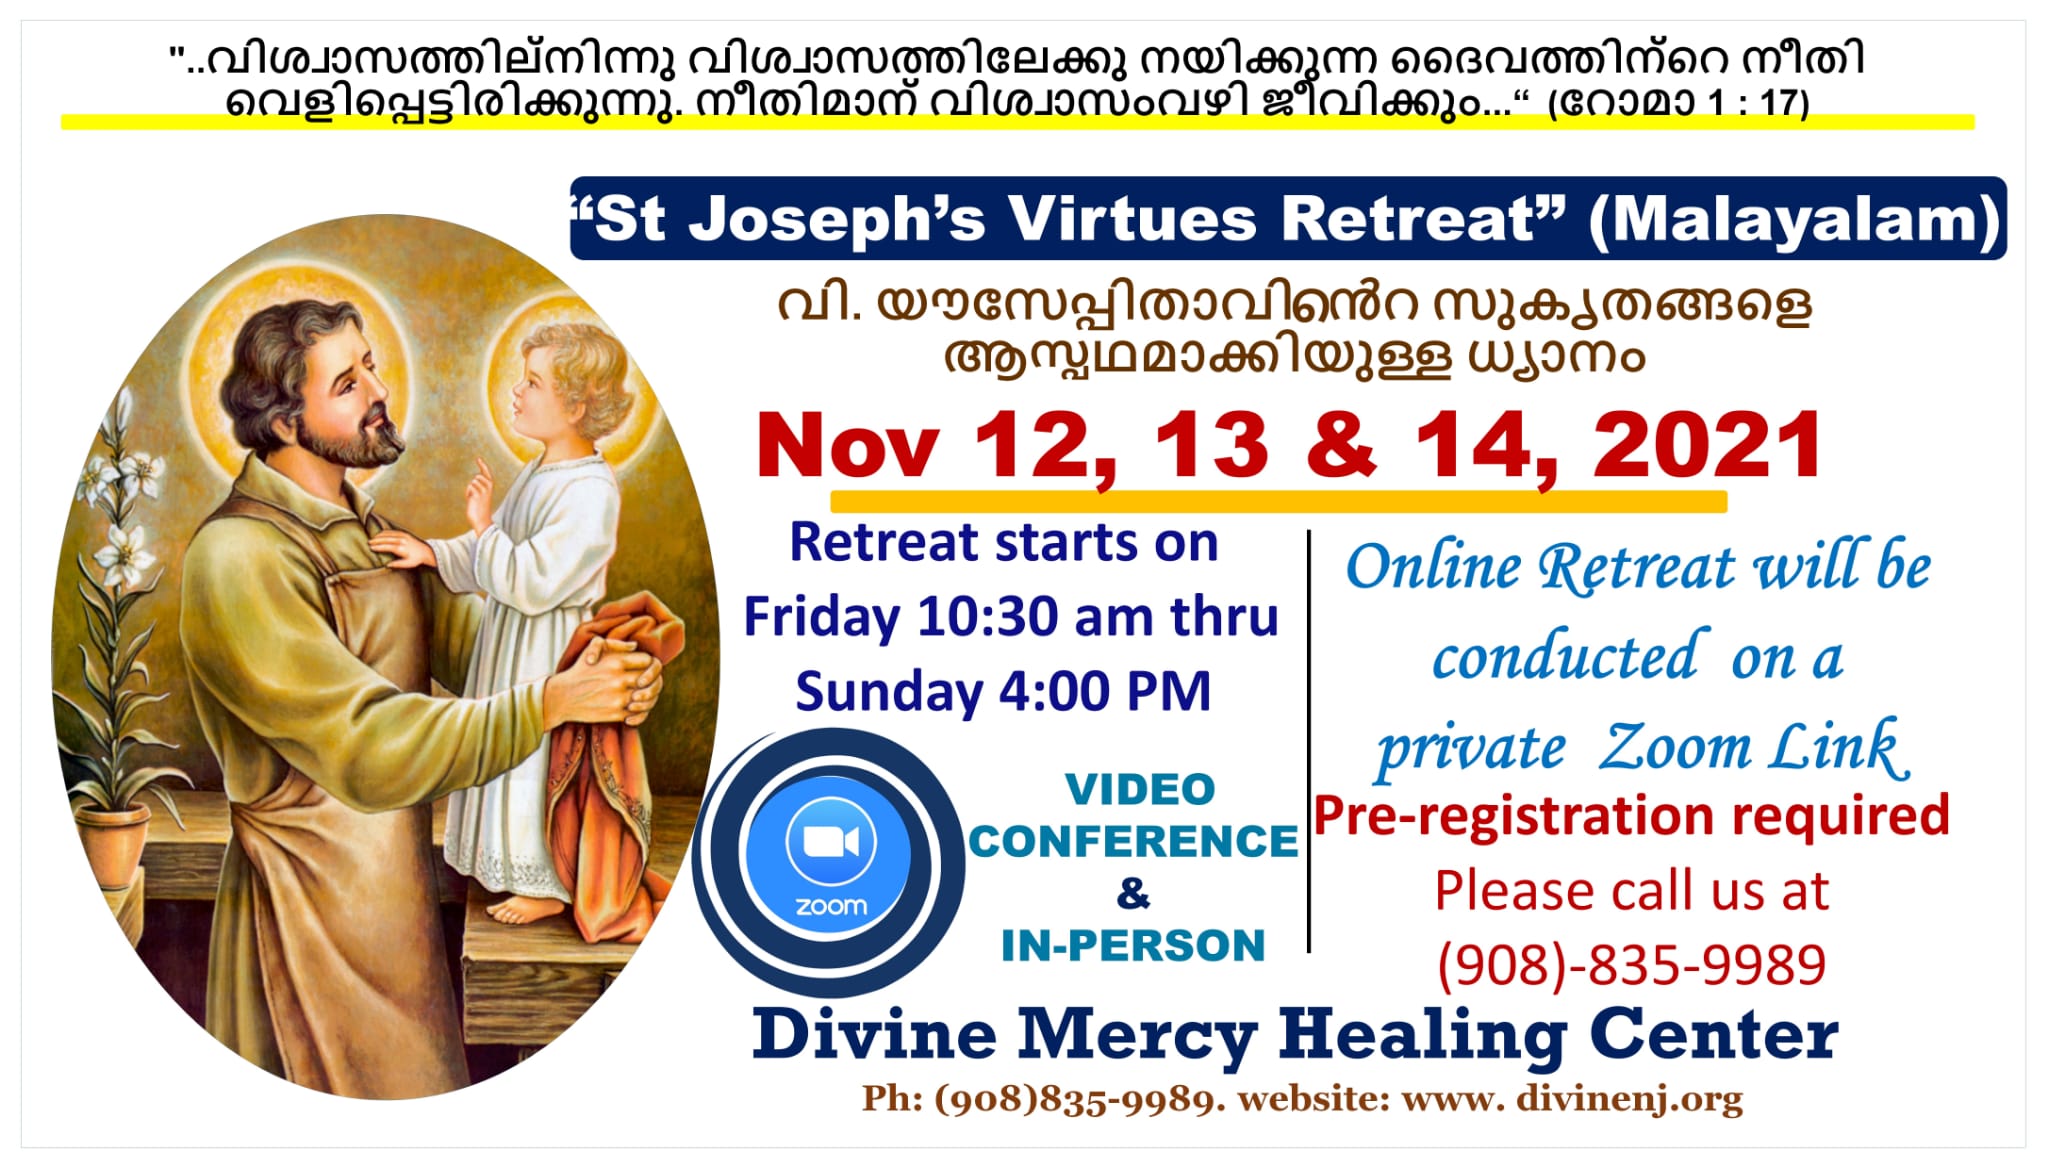 "..വിശ്വാസത്തില്‍നിന്നു വിശ്വാസത്തിലേക്കു നയിക്കുന്ന ദൈവത്തിന്‍റെ നീതി
വെളിപ്പെട്ടിരിക്കുന്നു. നീതിമാന്‍ വിശ്വാസംവഴി ജീവിക്കും...“ (റോമാ 1 : 17)
“St Joseph’s Virtues Retreat” (Malayalam)
വി. യൗസേപ്പിതാവിൻെറ സുകൃതങ്ങളെ
ആസ്പഥമാക്കിയുള്ള ധ്യാനം
Nov 12, 13 & 14, 2021
Retreat starts on
Friday 10:30 am thru
Sunday 4:00 PM
zoom
VIDEO
CONFERENCE
&
IN-PERSON
Online Retreat will be
conducted on a
private Zoom Link
Pre-registration required
Please call us at
(908)-835-9989
Divine Mercy Healing Center
Ph: (908)835-9989. website: www. divinenj.org